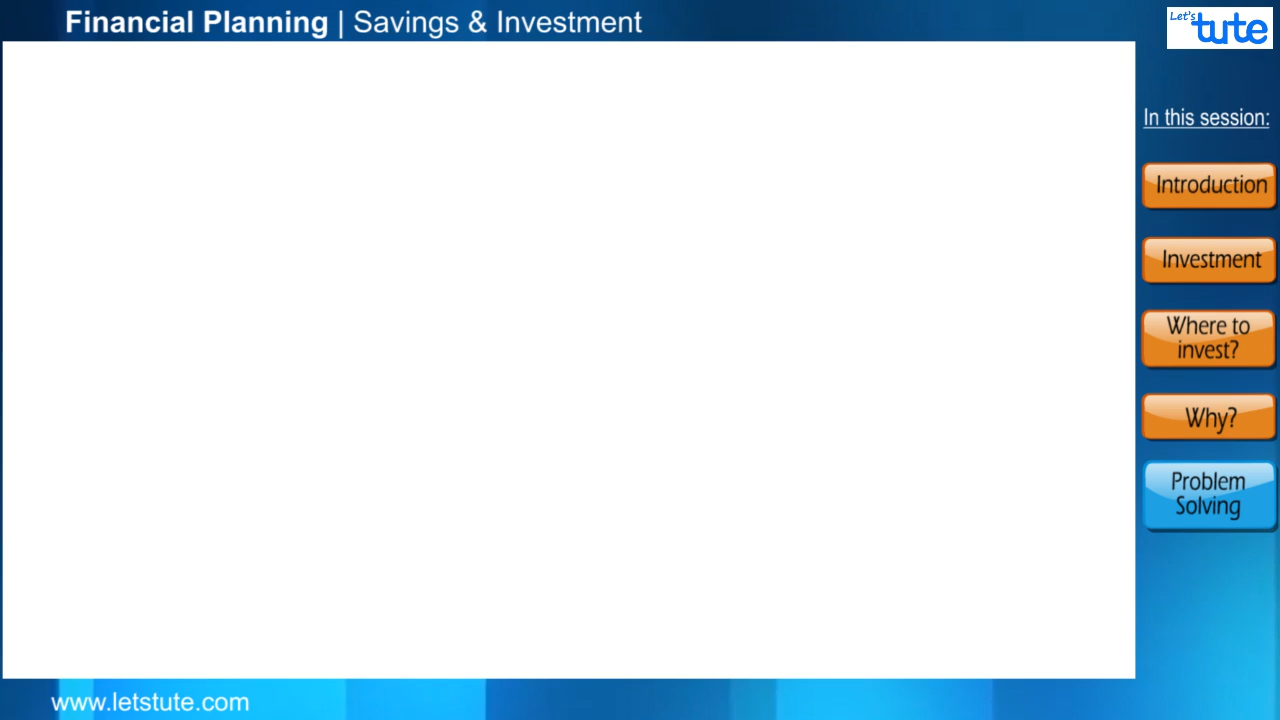 Financial Planning | Savings & Investment
Let's
tute
In this session:
Introduction
Investment
Where to
invest?
Why?
Problem
Solving
www.letstute.com